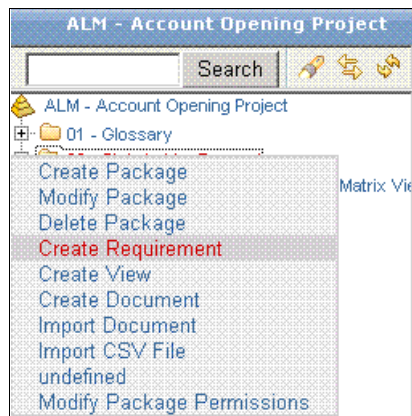 ALM - Account Opening Project
Search
ALM - Account Opening Project
01 - Glossary
Create Package
Matrix Vie
Modify Package
Delete Package
Create Requirement
Create View
Create Document
Import Document
Import CSV File
undefined
Modify Package Permissions